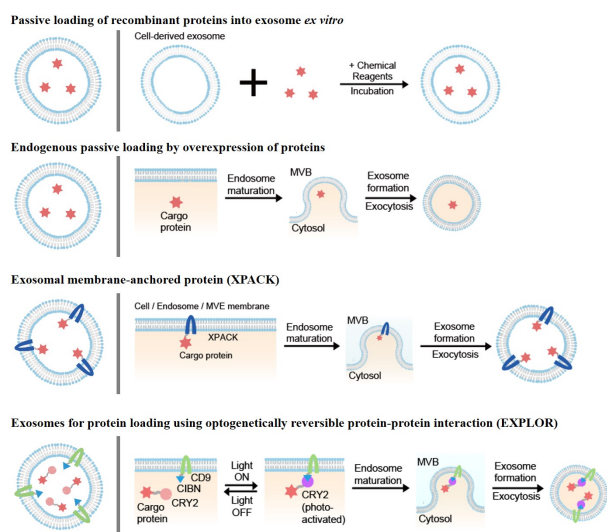 Passive loading of recombinant proteins into exosome ex vitro
Cell-derived exosome
+ Chemical
Reagents
Incubation
Endogenous passive loading by overexpression of proteins
Cargo
protein
Endosome
maturation
MVB
Cytosol
Exosome
formation
Exocytosis
Exosomal membrane-anchored protein (XPACK)
Cell / Endosome / MVE membrane
XPACK
Cargo protein
Endosome
maturation
MVB
Cytosol
Exosome
formation
Exocytosis
Exosomes for protein loading using optogenetically reversible protein-protein interaction (EXPLOR)
CD9
CIBN
CRY2
Cargo
protein
Light
ON
Light
OFF
CRY2
(photo-
activated)
Endosome
maturation
MVB
Cytosol
Exosome
formation
Exocytosis